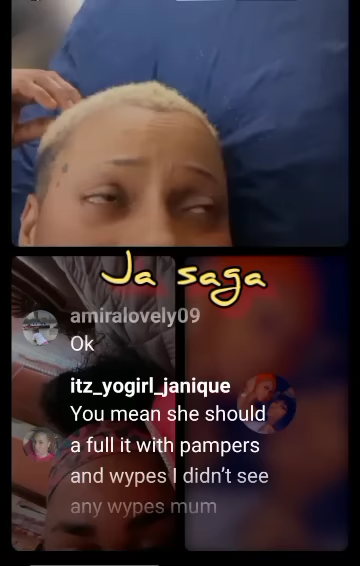 Ja saga
amiralovely09
Ok
itz_yogirl_janique
You mean she should
a full it with pampers
and wypes I didn't see
any wypes mum